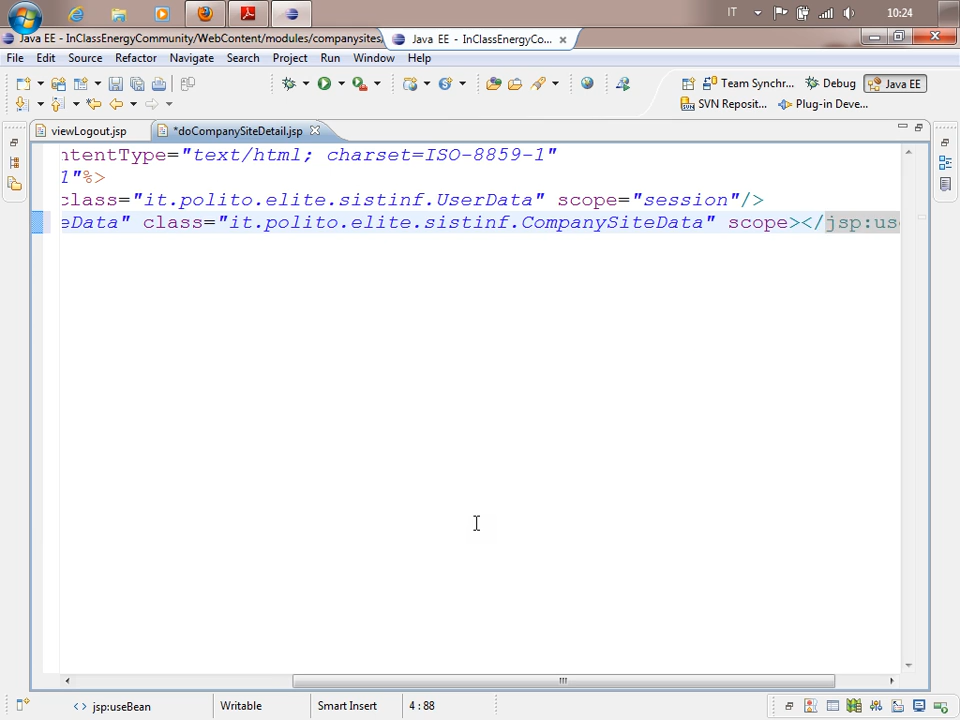 IT
10:24
Java EE - InClassEnergyCommunity/WebContent/modules/companysites/
Java EE - InClassEnergyCo...
File Edit Source Refactor Navigate Search Project Run Window Help
Team Synchr... Debug Java EE
SVN Reposit... Plug-in Deve...
viewLogout.jsp *doCompanySiteDetail.jsp
ntentType="text/html; charset=ISO-8859-1"
1"%>
class="it.polito.elite.sistinf.UserData" scope="session"/>
eData" class="it.polito.elite.sistinf.CompanySiteData" scope></jsp:use
<> jsp:useBean Writable Smart Insert 4 : 88